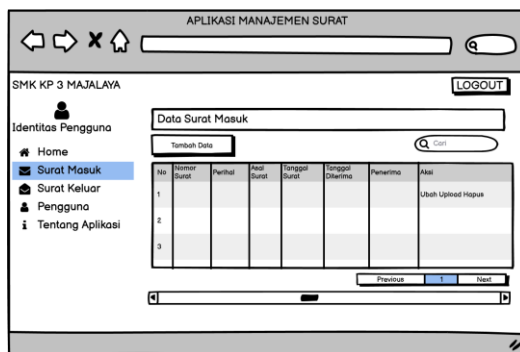 APLIKASI MANAJEMEN SURAT
SMK KP 3 MAJALAYA
LOGOUT
Identitas Pengguna
Home
Surat Masuk
Surat Keluar
Pengguna
Tentang Aplikasi
Data Surat Masuk
Tambah Data
Cari
No Nomor Surat Perihal Asal Surat Tanggal Surat Tanggal Diterima Penerima Aksi
1 Ubah Upload Hapus
2
3
Previous 1 Next